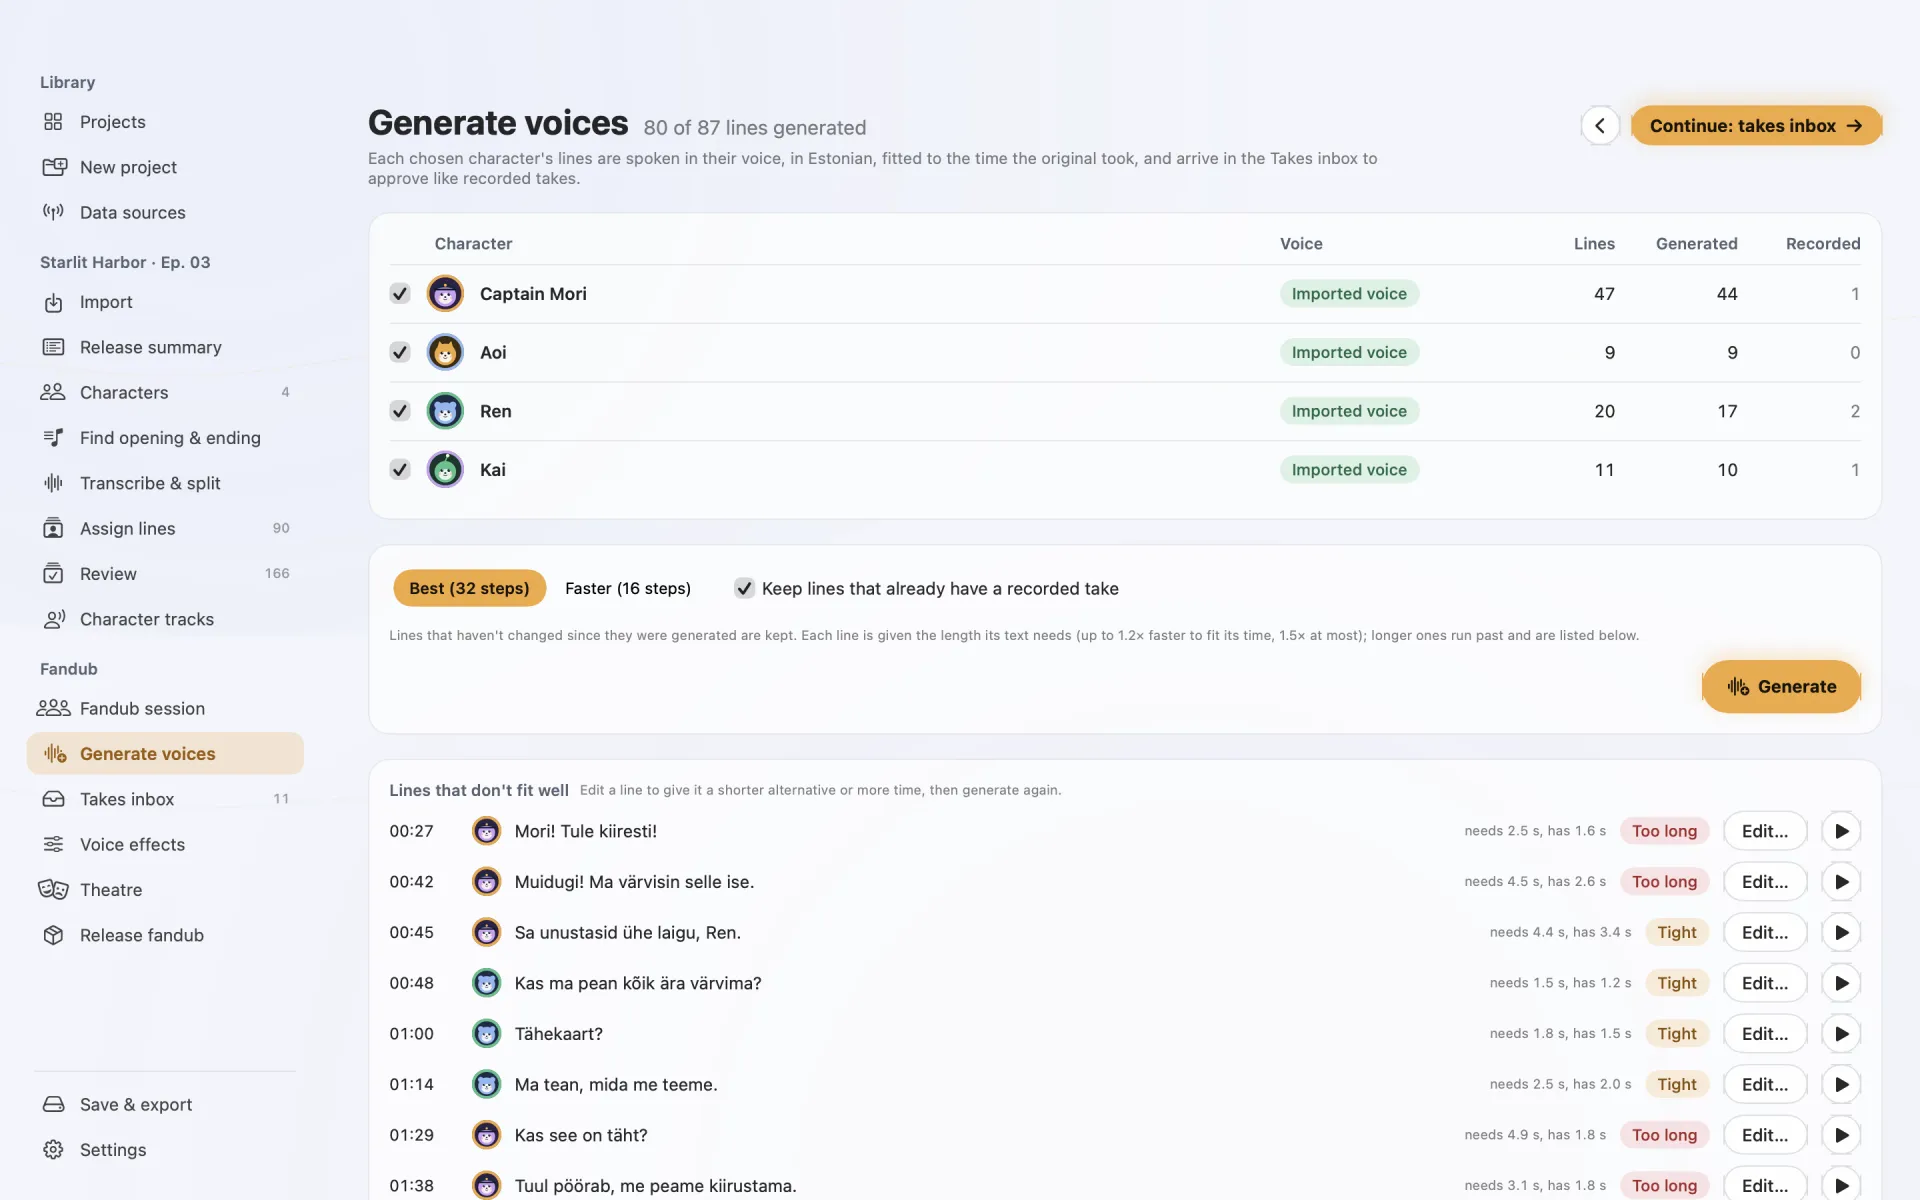 Library
Projects
New project
Data sources
Starlit Harbor · Ep. 03
Import
Release summary
Characters 4
Find opening & ending
Transcribe & split
Assign lines 90
Review 166
Character tracks
Fandub
Fandub session
Generate voices
Takes inbox 11
Voice effects
Theatre
Release fandub
Save & export
Settings
Generate voices 80 of 87 lines generated
Continue: takes inbox →
Each chosen character's lines are spoken in their voice, in Estonian, fitted to the time the original took, and arrive in the Takes inbox to
approve like recorded takes.
Character Voice Lines Generated Recorded
Captain Mori Imported voice 47 44 1
Aoi Imported voice 9 9 0
Ren Imported voice 20 17 2
Kai Imported voice 11 10 1
Best (32 steps) Faster (16 steps) Keep lines that already have a recorded take
Lines that haven't changed since they were generated are kept. Each line is given the length its text needs (up to 1.2× faster to fit its time, 1.5× at most); longer ones run past and are listed below.
Generate
Lines that don't fit well Edit a line to give it a shorter alternative or more time, then generate again.
00:27 Mori! Tule kiiresti! needs 2.5 s, has 1.6 s Too long Edit...
00:42 Muidugi! Ma värvisin selle ise. needs 4.5 s, has 2.6 s Too long Edit...
00:45 Sa unustasid ühe laigu, Ren. needs 4.4 s, has 3.4 s Tight Edit...
00:48 Kas ma pean kõik ära värvima? needs 1.5 s, has 1.2 s Tight Edit...
01:00 Tähekaart? needs 1.8 s, has 1.5 s Tight Edit...
01:14 Ma tean, mida me teeme. needs 2.5 s, has 2.0 s Tight Edit...
01:29 Kas see on täht? needs 4.9 s, has 1.8 s Too long Edit...
01:38 Tuul pöörab, me peame kiirustama. needs 3.1 s, has 1.8 s Too long Edit...